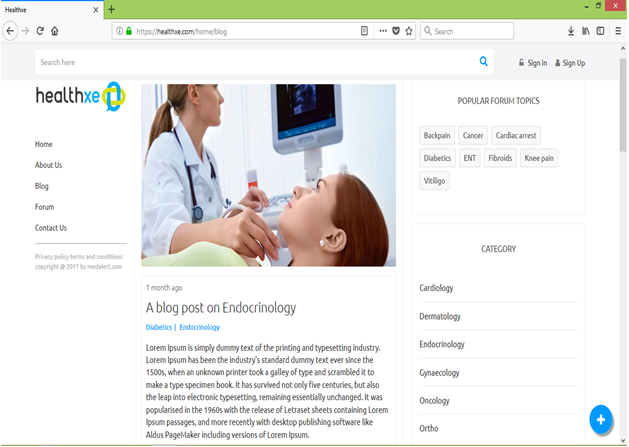 Healthxe
https://healthxe.com/home/blog
Search
Search here
Sign in
Sign Up
healthxe
Home
About Us
Blog
Forum
Contact Us
Privacy policy terms and conditions
copyright @ 2017 by medalert.com
1 month ago
A blog post on Endocrinology
Diabetics | Endocrinology
Lorem Ipsum is simply dummy text of the printing and typesetting industry.
Lorem Ipsum has been the industry's standard dummy text ever since the
1500s, when an unknown printer took a galley of type and scrambled it to
make a type specimen book. It has survived not only five centuries, but also
the leap into electronic typesetting, remaining essentially unchanged. It was
popularised in the 1960s with the release of Letraset sheets containing Lorem
Ipsum passages, and more recently with desktop publishing software like
Aldus PageMaker including versions of Lorem Ipsum.
POPULAR FORUM TOPICS
Backpain Cancer Cardiac arrest
Diabetics ENT Fibroids Knee pain
Vitiligo
CATEGORY
Cardiology
Dermatology
Endocrinology
Gynaecology
Oncology
Ortho